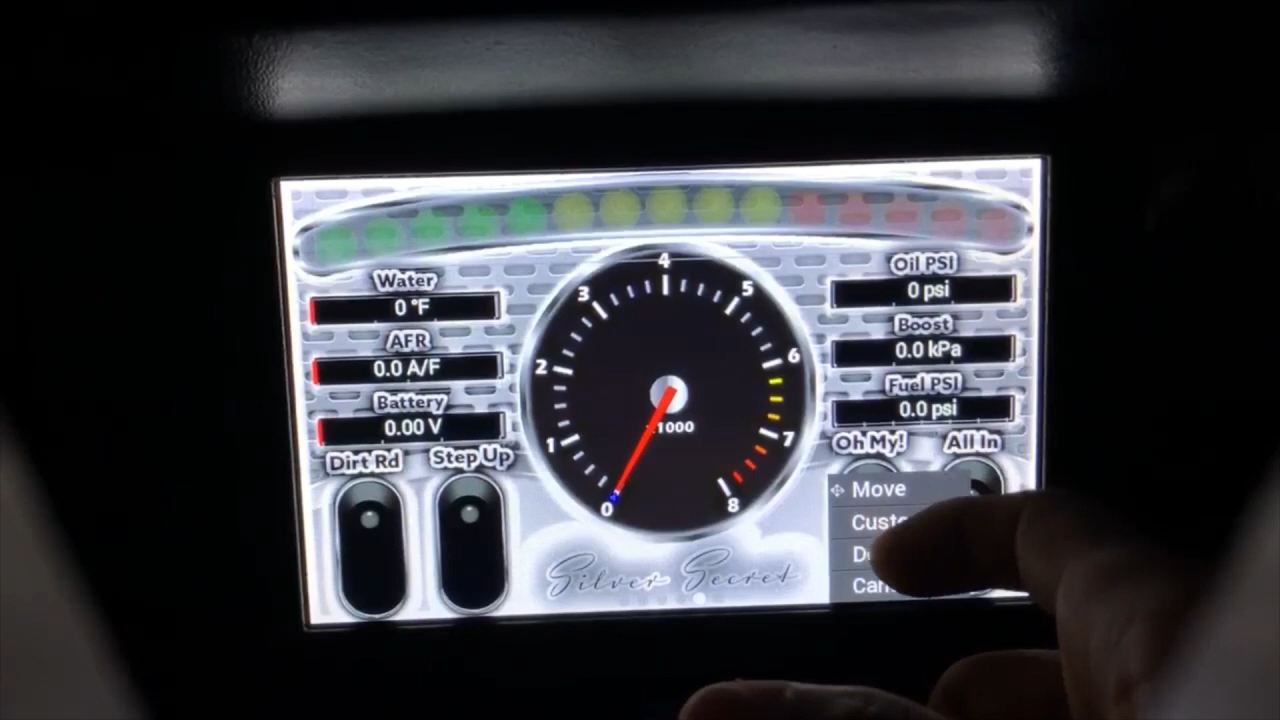 Water
0 °F
AFR
0.0 A/F
Battery
0.00 V
Dirt Rd
Step Up
0
1
2
3
4
5
6
7
8
1000
Silver Secret
Oil PSI
0 psi
Boost
0.0 kPa
Fuel PSI
0.0 psi
Oh My!
All In
Move